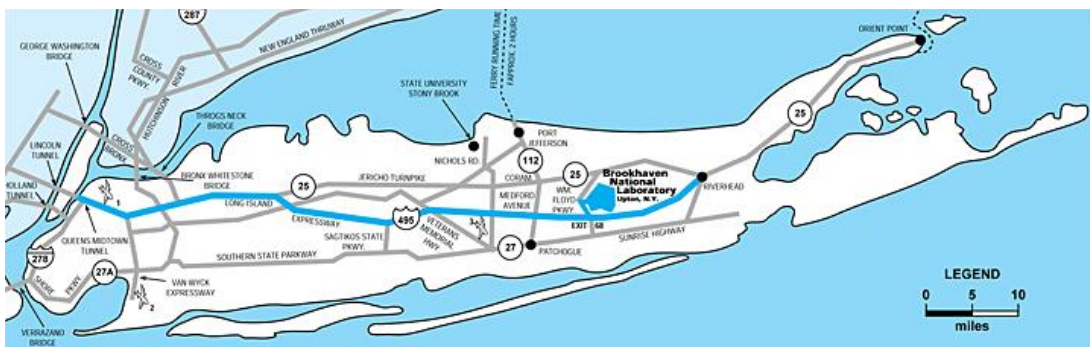 287
GEORGE WASHINGTON
BRIDGE
CROSS
COUNTY
PKWY.
HUTCHINSON
RIVER
NEW ENGLAND THRUWAY
FERRY RUNNING TIME
FAPPROX. 2 HOURS
ORIENT POINT
STATE UNIVERSITY
STONY BROOK
THROGS NECK
BRIDGE
CROSS
BRONX
LINCOLN
TUNNEL
HOLLAND
TUNNEL
BRONX WHITESTONE
BRIDGE
NICHOLS RD.
PORT
JEFFERSON
112
25
25
JERICHO TURNPIKE
25
CORAM
Brookhaven
National
Laboratory
Upton, N.Y.
RIVERHEAD
1
LONG ISLAND
EXPRESSWAY
495
MEDFORD
AVENUE
WM.
FLOYD
PKWY.
EXIT 68
QUEENS MIDTOWN
TUNNEL
SAGTIKOS STATE
PKWY.
VETERANS
MEMORIAL
HWY.
3
27
PATCHOGUE
SUNRISE HIGHWAY
278
SHORE
PKWY
27A
SOUTHERN STATE PARKWAY
VAN WYCK
EXPRESSWAY
2
VERRAZANO
BRIDGE
LEGEND
0 5 10
miles